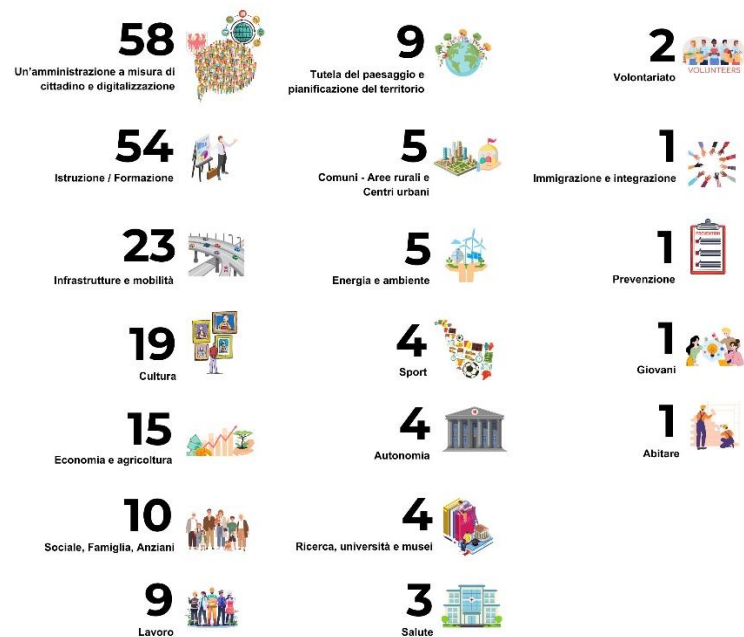 58
Un'amministrazione a misura di
cittadino e digitalizzazione
54
Istruzione / Formazione
23
Infrastrutture e mobilità
19
Cultura
15
Economia e agricoltura
10
Sociale, Famiglia, Anziani
9
Lavoro
9
Tutela del paesaggio e
pianificazione del territorio
5
Comuni - Aree rurali e
Centri urbani
5
Energia e ambiente
4
Sport
4
Autonomia
4
Ricerca, università e musei
3
Salute
2
Volontariato
VOLUNTEERS
1
Immigrazione e integrazione
1
Prevenzione
1
Giovani
1
Abitare